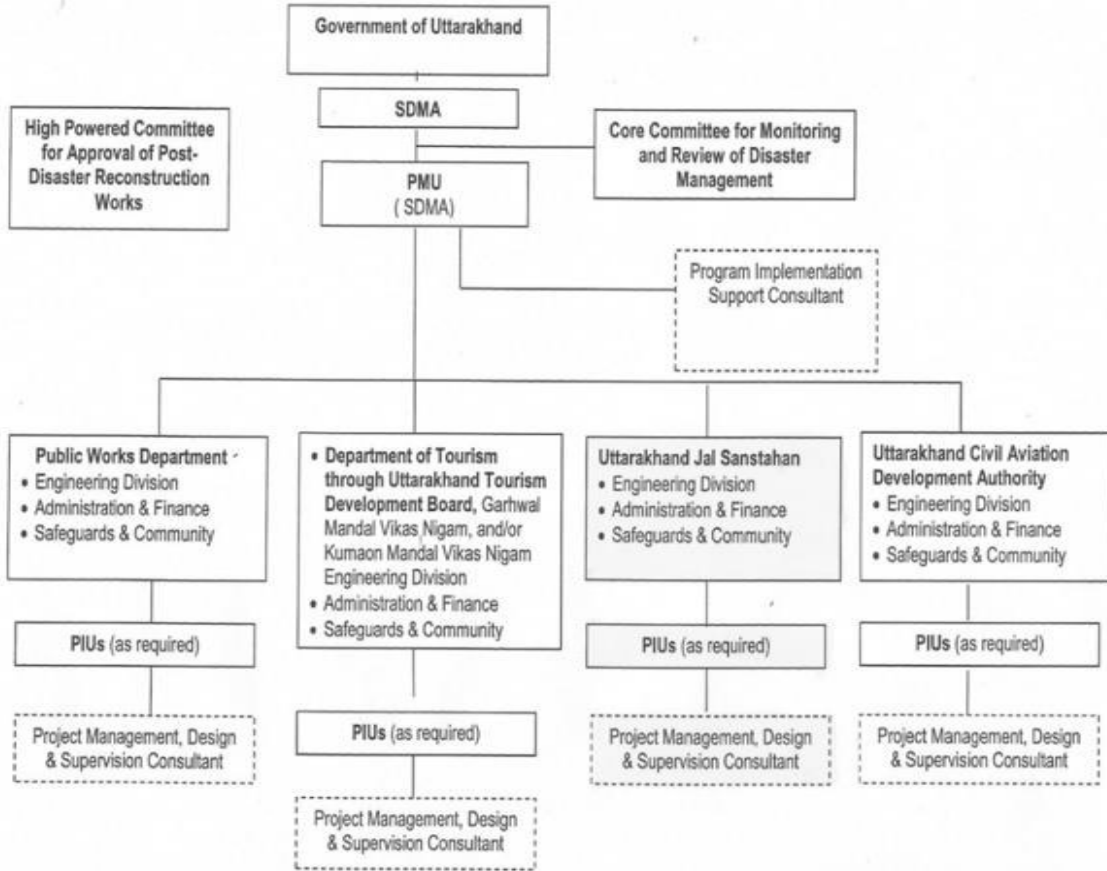 Government of Uttarakhand
SDMA
High Powered Committee
for Approval of Post-
Disaster Reconstruction
Works
Core Committee for Monitoring
and Review of Disaster
Management
PMU
( SDMA)
Program Implementation
Support Consultant
Public Works Department
• Engineering Division
• Administration & Finance
• Safeguards & Community
• Department of Tourism
through Uttarakhand Tourism
Development Board, Garhwal
Mandal Vikas Nigam, and/or
Kumaon Mandal Vikas Nigam
Engineering Division
• Administration & Finance
• Safeguards & Community
Uttarakhand Jal Sanstahan
• Engineering Division
• Administration & Finance
• Safeguards & Community
Uttarakhand Civil Aviation
Development Authority
• Engineering Division
• Administration & Finance
• Safeguards & Community
PIUs (as required)
PIUs (as required)
PIUs (as required)
PIUs (as required)
Project Management, Design
& Supervision Consultant
Project Management, Design
& Supervision Consultant
Project Management, Design
& Supervision Consultant
Project Management, Design
& Supervision Consultant